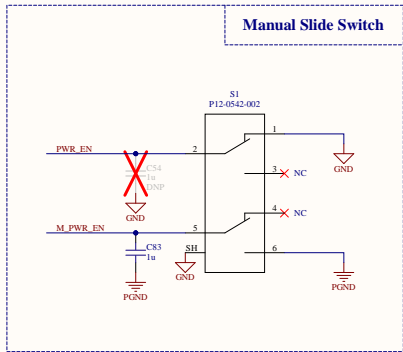 Manual Slide Switch
S1
P12-0542-002
PWR_EN
2
1
GND
C54
1u
DNP
GND
3
NC
4
NC
M_PWR_EN
5
C83
1u
PGND
SH
GND
6
PGND